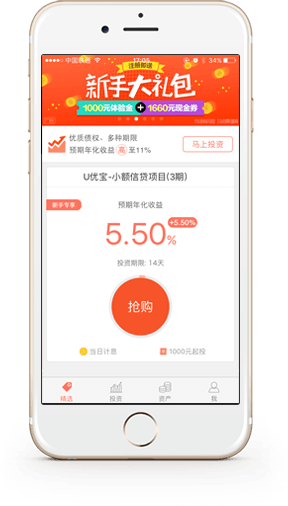 中国移动
34%
注册即送
新手大礼包
1000元体验金 + 1660元现金券
优质债权、多种期限
预期年化收益 高 至11%
马上投资
U优宝-小额信贷项目(3期)
新手专享
预期年化收益
5.50%
+5.50%
投资期限: 14天
抢购
当日计息
1000元起投
精选
投资
资产
我